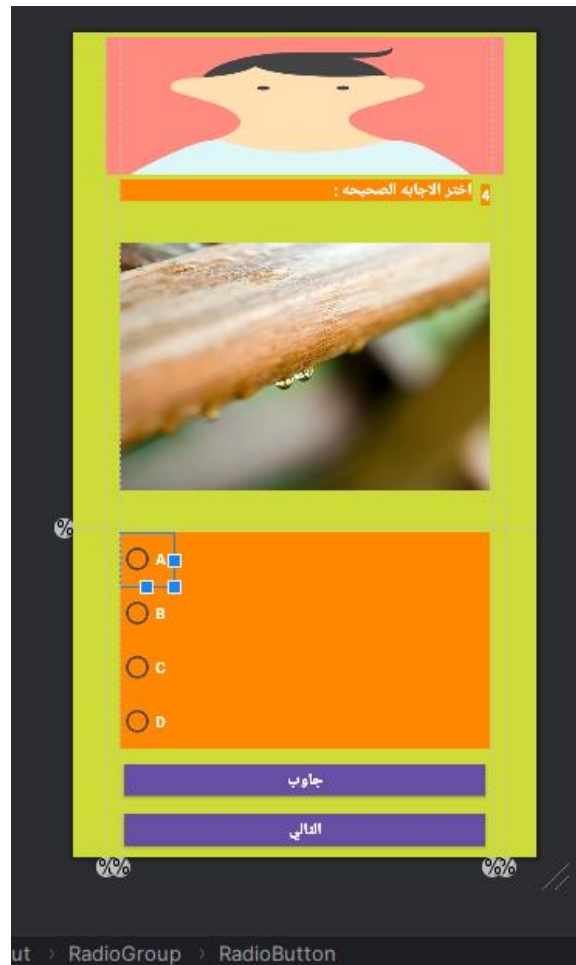 4 اختر الاجابه الصحيحه :
%
A
B
C
D
جاوب
التالي
%% %%
ut › RadioGroup › RadioButton